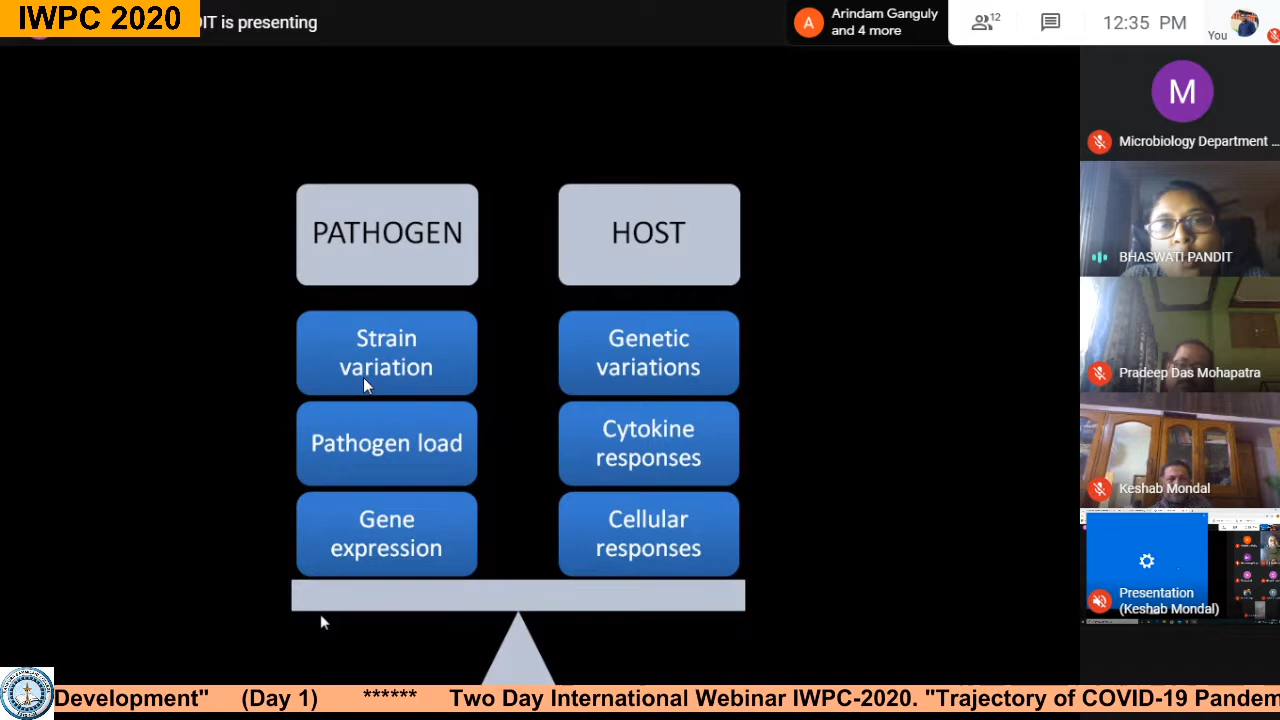 IWPC 2020
DIT is presenting
A
Arindam Ganguly
and 4 more
12
12:35 PM
You
M
Microbiology Department ...
BHASWATI PANDIT
Pradeep Das Mohapatra
Keshab Mondal
Presentation
(Keshab Mondal)
PATHOGEN
HOST
Strain
variation
Genetic
variations
Pathogen load
Cytokine
responses
Gene
expression
Cellular
responses
Development" (Day 1) ****** Two Day International Webinar IWPC-2020. "Trajectory of COVID-19 Pandem